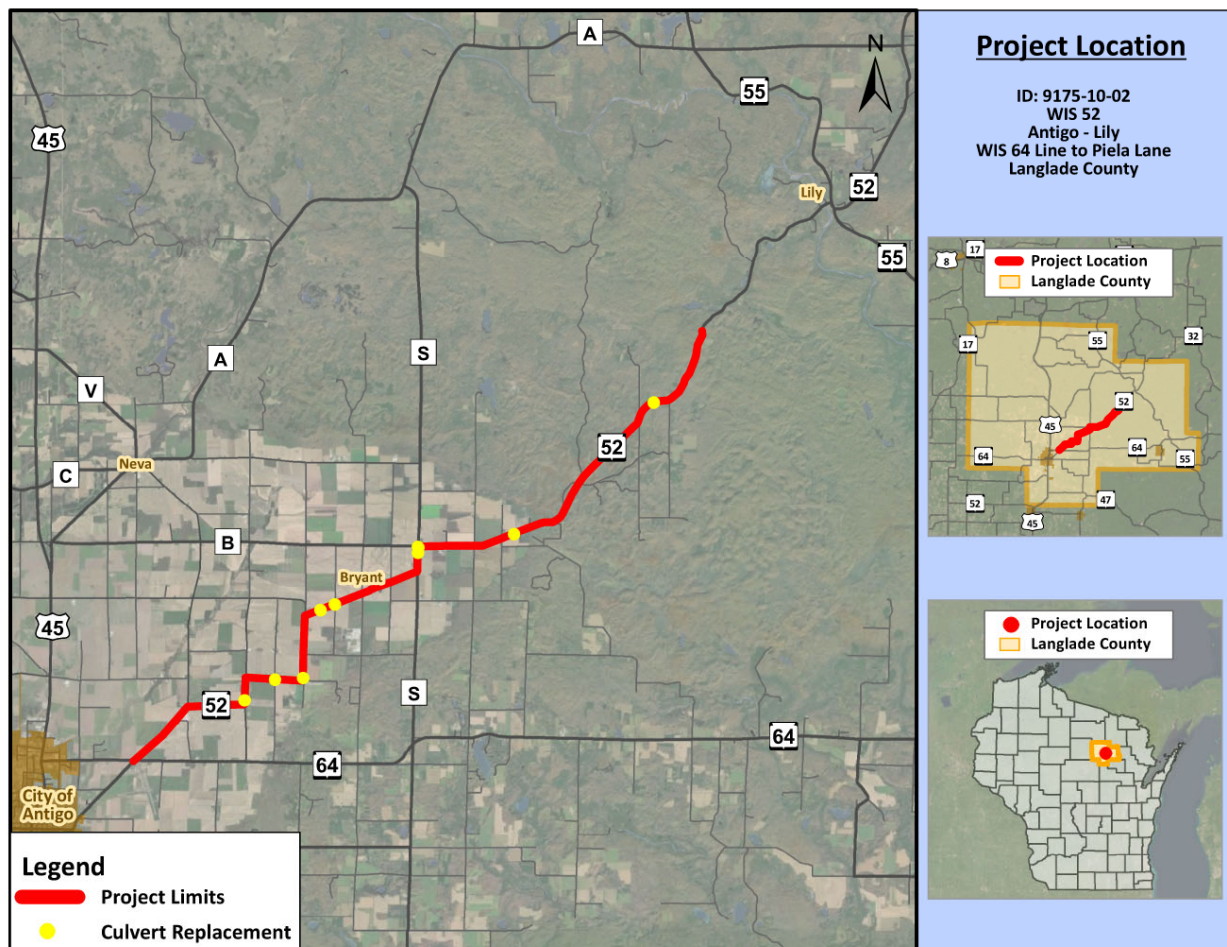 A
N
55
45
52
Lily
55
S
A
V
Neva
C
52
B
Bryant
45
S
52
64
64
City of
Antigo
Legend
Project Limits
Culvert Replacement
Project Location
ID: 9175-10-02
WIS 52
Antigo - Lily
WIS 64 Line to Piela Lane
Langlade County
17
8
Project Location
Langlade County
32
17
55
52
45
64
64
55
52
47
45
Project Location
Langlade County